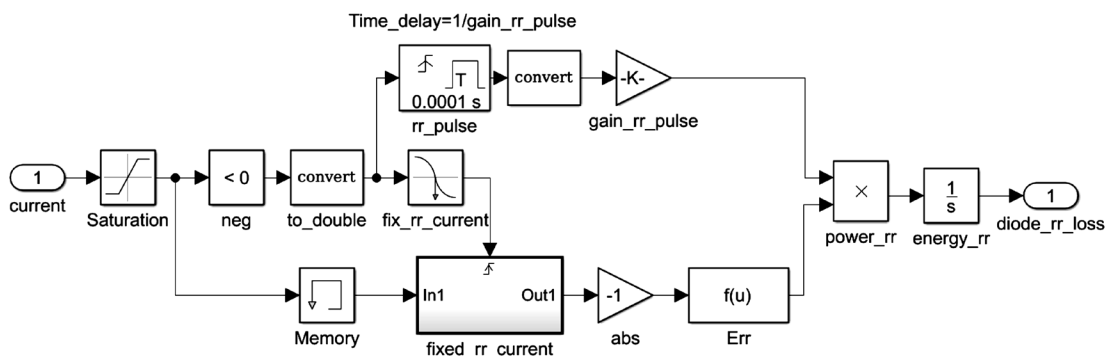 Time_delay=1/gain_rr_pulse
T
0.0001 s
rr_pulse
convert
-K-
gain_rr_pulse
1
current
Saturation
< 0
neg
convert
to_double
fix_rr_current
×
power_rr
1
s
energy_rr
1
diode_rr_loss
Memory
In1
Out1
fixed_rr_current
-1
abs
f(u)
Err